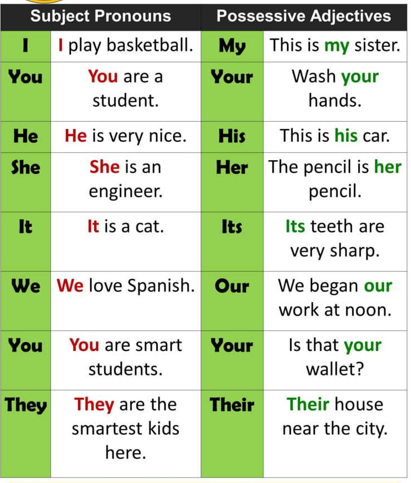 Subject Pronouns Possessive Adjectives
I I play basketball. My This is my sister.
You You are a Your Wash your
student. hands.
He He is very nice. His This is his car.
She She is an Her The pencil is her
engineer. pencil.
It It is a cat. Its Its teeth are
very sharp.
We We love Spanish. Our We began our
work at noon.
You You are smart Your Is that your
students. wallet?
They They are the Their Their house
smartest kids near the city.
here.